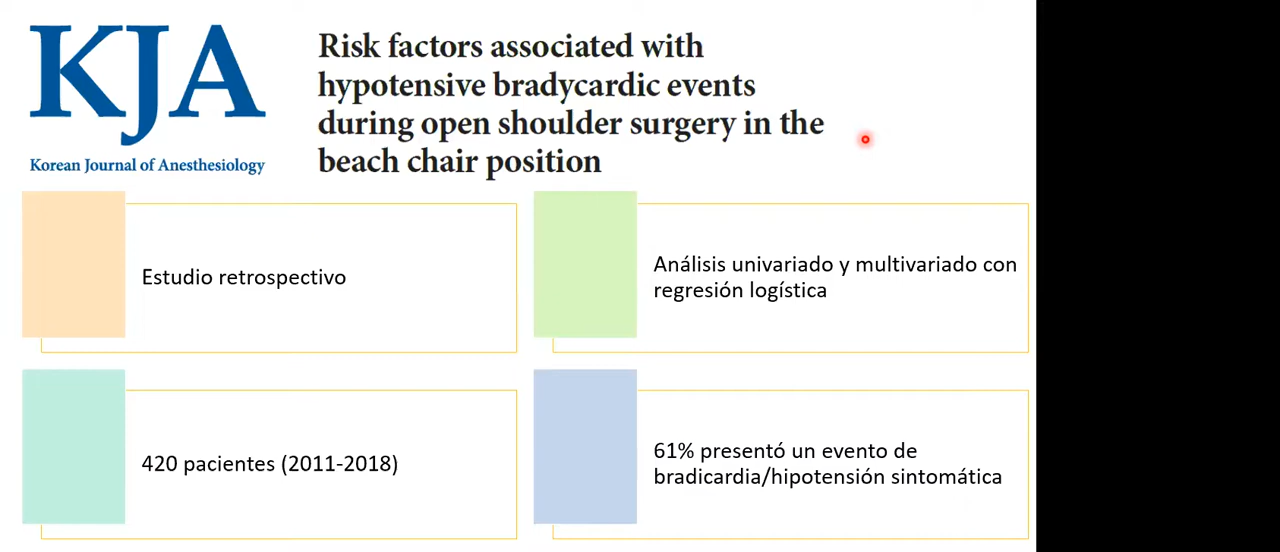 KJA
Korean Journal of Anesthesiology
Risk factors associated with
hypotensive bradycardic events
during open shoulder surgery in the
beach chair position
Estudio retrospectivo
Análisis univariado y multivariado con
regresión logística
420 pacientes (2011-2018)
61% presentó un evento de
bradicardia/hipotensión sintomática